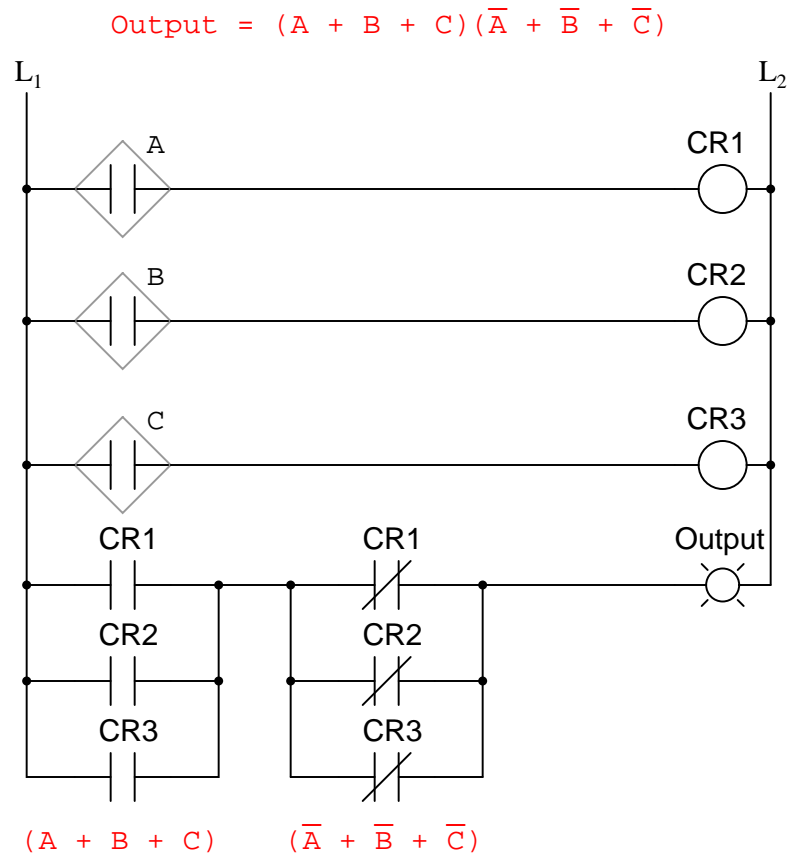 Output = (A + B + C)(A̅ + B̅ + C̅)
L₁ L₂
A CR1
B CR2
C CR3
CR1 CR1 Output
CR2 CR2
CR3 CR3
(A + B + C) (A̅ + B̅ + C̅)